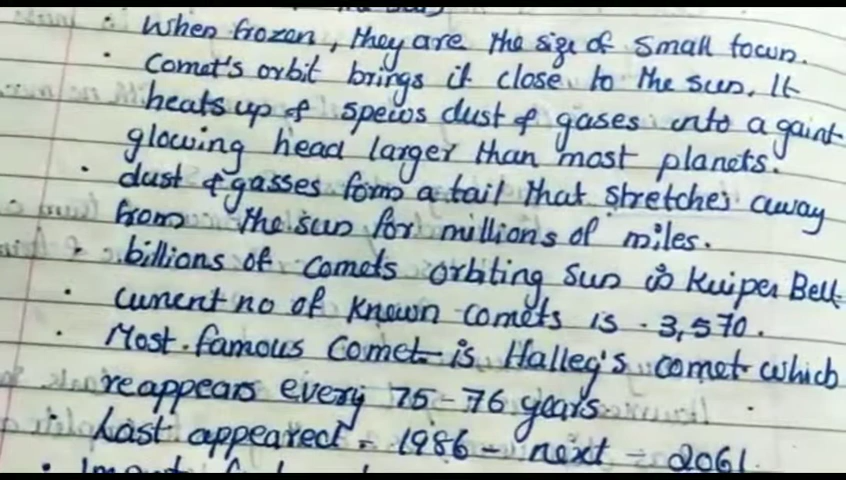 • When frozen, they are the size of small town.
• Comet's orbit brings it close to the sun. It
heats up & spews dust & gases into a gaint
glowing head larger than most planets.
• dust & gasses form a tail that stretches away
from the sun for millions of miles.
• billions of comets orbiting sun in Kuiper Belt
• current no of known comets is - 3,570.
• Most famous comet is Halleg's comet which
reappears every 75-76 years
Last appeared - 1986 - next - 2061.